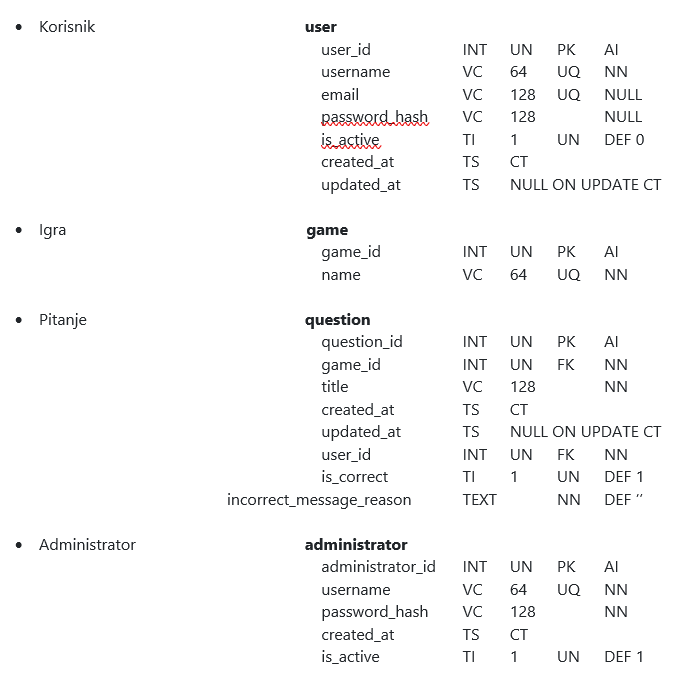 • Korisnik user
user_id INT UN PK AI
username VC 64 UQ NN
email VC 128 UQ NULL
password_hash VC 128 NULL
is_active TI 1 UN DEF 0
created_at TS CT
updated_at TS NULL ON UPDATE CT
• Igra game
game_id INT UN PK AI
name VC 64 UQ NN
• Pitanje question
question_id INT UN PK AI
game_id INT UN FK NN
title VC 128 NN
created_at TS CT
updated_at TS NULL ON UPDATE CT
user_id INT UN FK NN
is_correct TI 1 UN DEF 1
incorrect_message_reason TEXT NN DEF ‘’
• Administrator administrator
administrator_id INT UN PK AI
username VC 64 UQ NN
password_hash VC 128 NN
created_at TS CT
is_active TI 1 UN DEF 1